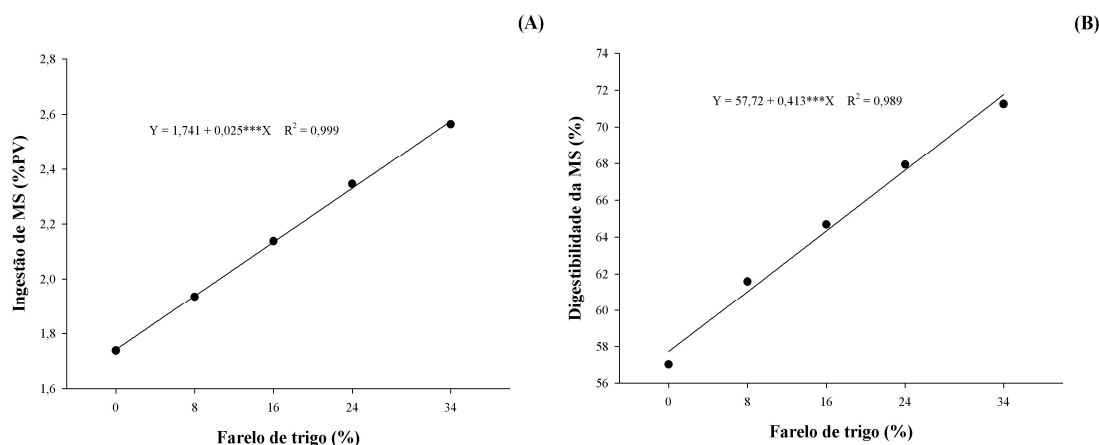 (A)
2,8
2,6
2,4
2,2
2,0
1,8
1,6
Ingestão de MS (%PV)
Y = 1,741 + 0,025***X R² = 0,999
0 8 16 24 34
Farelo de trigo (%)
(B)
74
72
70
68
66
64
62
60
58
56
Digestibilidade da MS (%)
Y = 57,72 + 0,413***X R² = 0,989
0 8 16 24 34
Farelo de trigo (%)